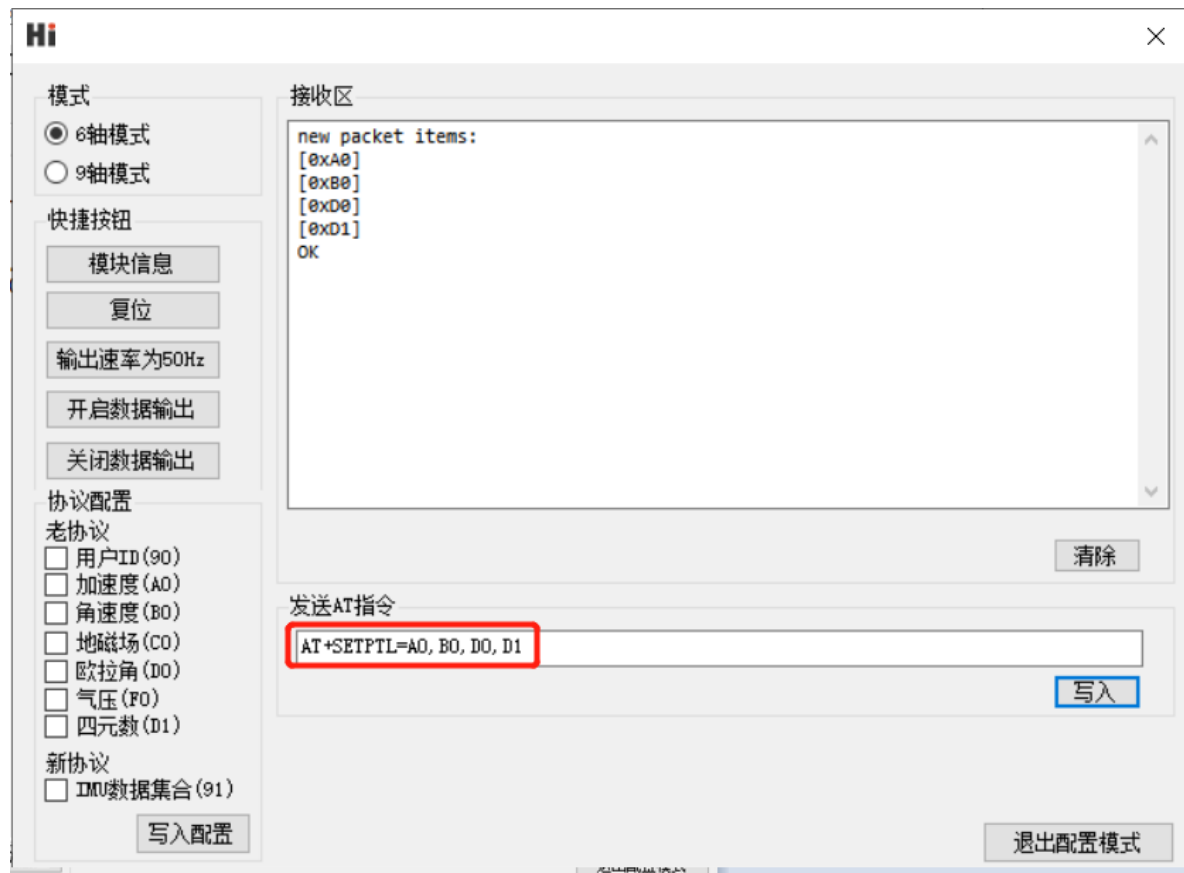 Hi
模式
6轴模式
9轴模式
快捷按钮
模块信息
复位
输出速率为50Hz
开启数据输出
关闭数据输出
协议配置
老协议
用户ID(90)
加速度(A0)
角速度(B0)
地磁场(C0)
欧拉角(D0)
气压(F0)
四元数(D1)
新协议
IMU数据集合(91)
写入配置
接收区
new packet items:
[0xA0]
[0xB0]
[0xD0]
[0xD1]
OK
清除
发送AT指令
AT+SETPTL=A0,B0,D0,D1
写入
退出配置模式